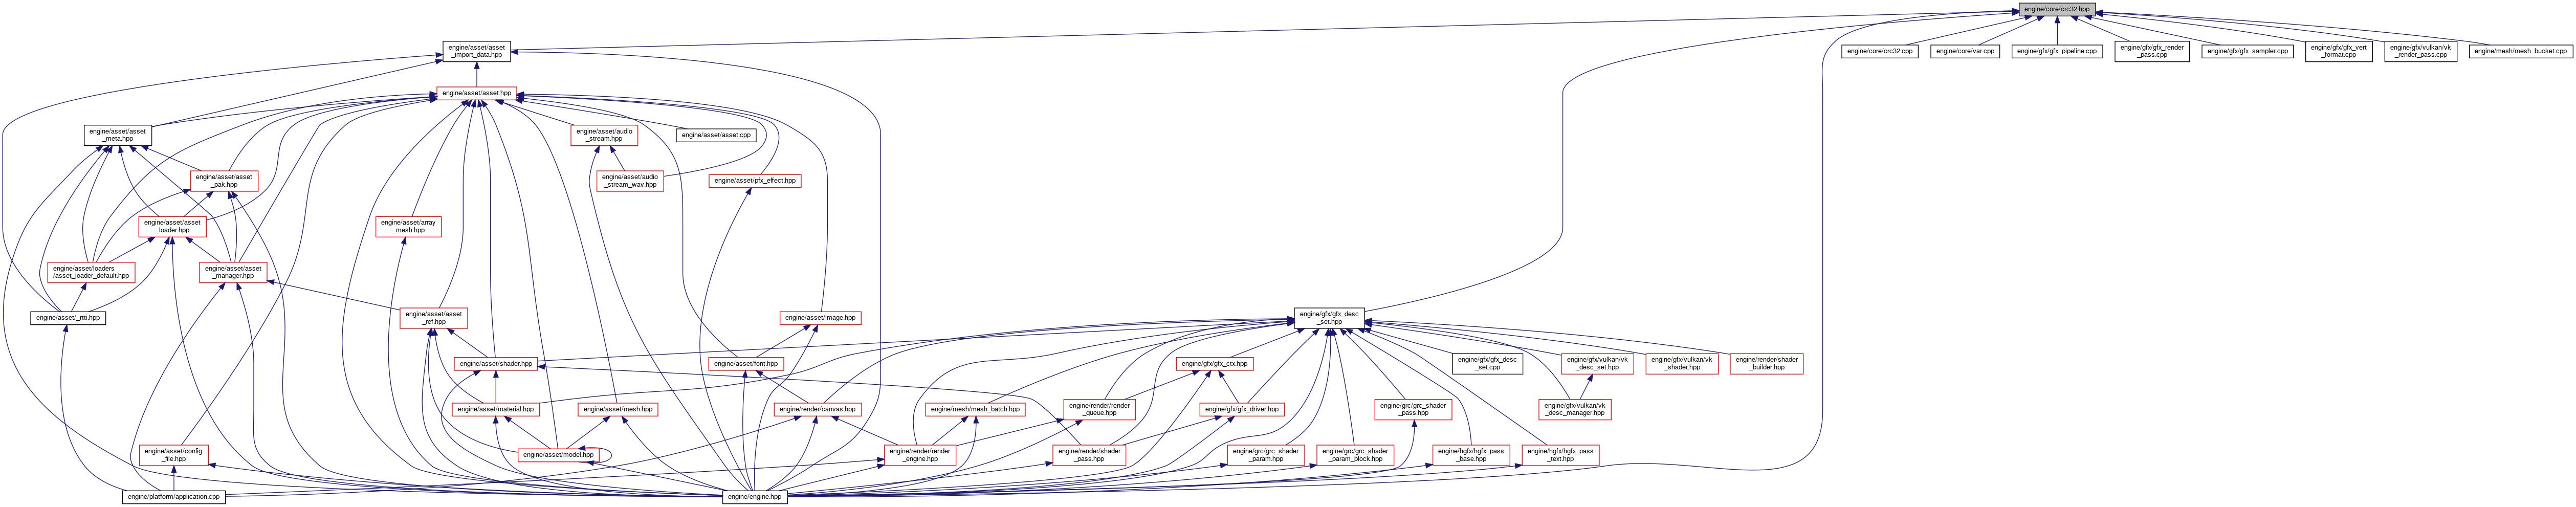 engine/core/crc32.hpp
engine/asset/asset
_import_data.hpp
engine/core/crc32.cpp
engine/core/var.cpp
engine/gfx/gfx_pipeline.cpp
engine/gfx/gfx_render
_pass.cpp
engine/gfx/gfx_sampler.cpp
engine/gfx/gfx_vert
_format.cpp
engine/gfx/vulkan/vk
_render_pass.cpp
engine/mesh/mesh_bucket.cpp
engine/asset/asset.hpp
engine/asset/asset
_meta.hpp
engine/asset/audio
_stream.hpp
engine/asset/asset.cpp
engine/asset/asset
_pak.hpp
engine/asset/audio
_stream_wav.hpp
engine/asset/pfx_effect.hpp
engine/asset/asset
_loader.hpp
engine/asset/array
_mesh.hpp
engine/asset/loaders
/asset_loader_default.hpp
engine/asset/asset
_manager.hpp
engine/asset/_rtti.hpp
engine/asset/asset
_ref.hpp
engine/asset/image.hpp
engine/gfx/gfx_desc
_set.hpp
engine/asset/shader.hpp
engine/asset/font.hpp
engine/gfx/gfx_ctx.hpp
engine/gfx/gfx_desc
_set.cpp
engine/gfx/vulkan/vk
_desc_set.hpp
engine/gfx/vulkan/vk
_shader.hpp
engine/render/shader
_builder.hpp
engine/asset/material.hpp
engine/asset/mesh.hpp
engine/render/canvas.hpp
engine/mesh/mesh_batch.hpp
engine/render/render
_queue.hpp
engine/gfx/gfx_driver.hpp
engine/grc/grc_shader
_pass.hpp
engine/gfx/vulkan/vk
_desc_manager.hpp
engine/asset/config
_file.hpp
engine/asset/model.hpp
engine/render/render
_engine.hpp
engine/render/shader
_pass.hpp
engine/grc/grc_shader
_param.hpp
engine/grc/grc_shader
_param_block.hpp
engine/hgfx/hgfx_pass
_base.hpp
engine/hgfx/hgfx_pass
_text.hpp
engine/platform/application.cpp
engine/engine.hpp